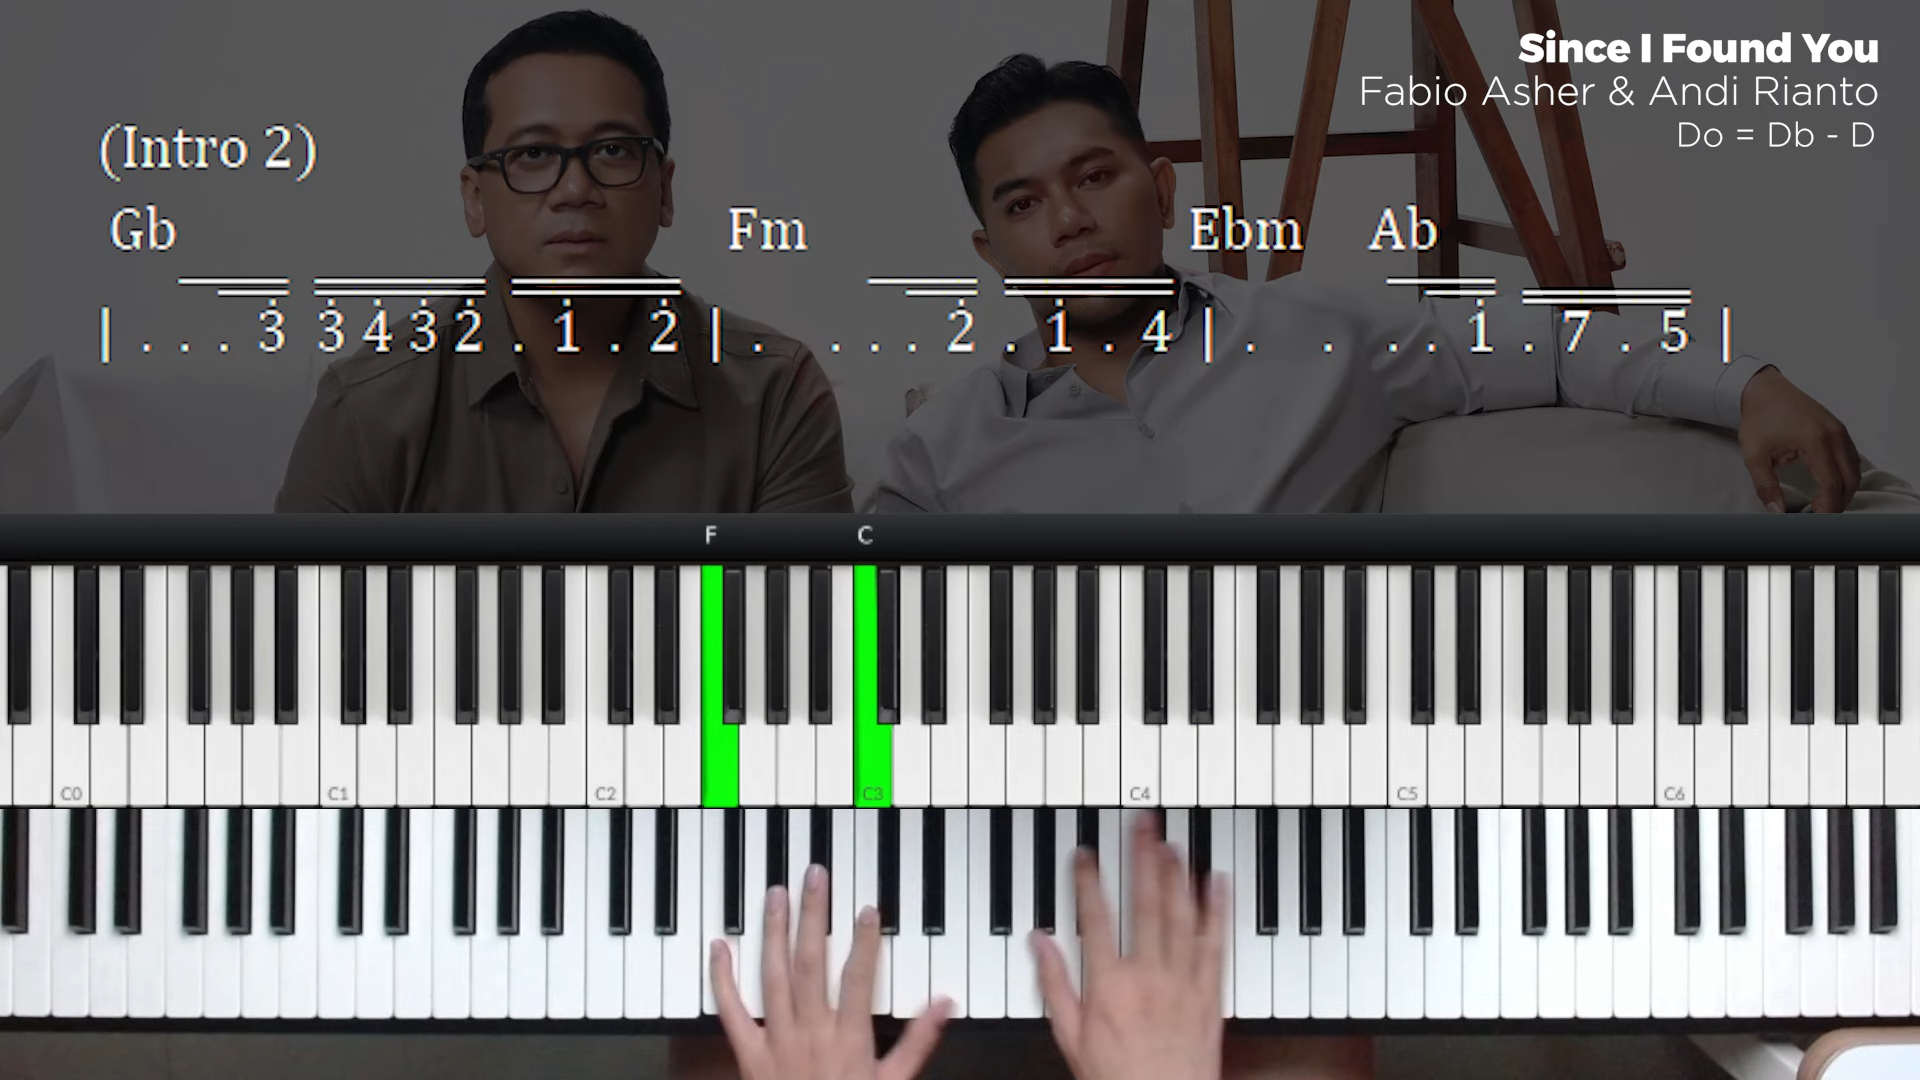 Since I Found You
Fabio Asher & Andi Rianto
Do = Db - D
(Intro 2)
Gb Fm Ebm Ab
| . . . 3̇ 3̇ 4̇ 3̇ 2̇ . 1̇ . 2̇ | . . . . 2̇ . 1̇ . 4 | . . . . 1̇ . 7 . 5 |
F C
C0 C1 C2 C3 C4 C5 C6